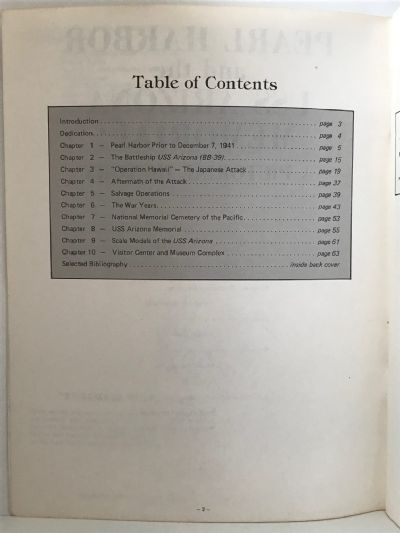 Table of Contents
Introduction page 3
Dedication page 4
Chapter 1 — Pearl Harbor Prior to December 7, 1941 page 5
Chapter 2 — The Battleship USS Arizona (BB-39) page 15
Chapter 3 — "Operation Hawaii" — The Japanese Attack page 19
Chapter 4 — Aftermath of the Attack page 37
Chapter 5 — Salvage Operations page 39
Chapter 6 — The War Years page 43
Chapter 7 — National Memorial Cemetery of the Pacific page 53
Chapter 8 — USS Arizona Memorial page 55
Chapter 9 — Scale Models of the USS Arizona page 61
Chapter 10 — Visitor Center and Museum Complex page 63
Selected Bibliography inside back cover
– 2 –